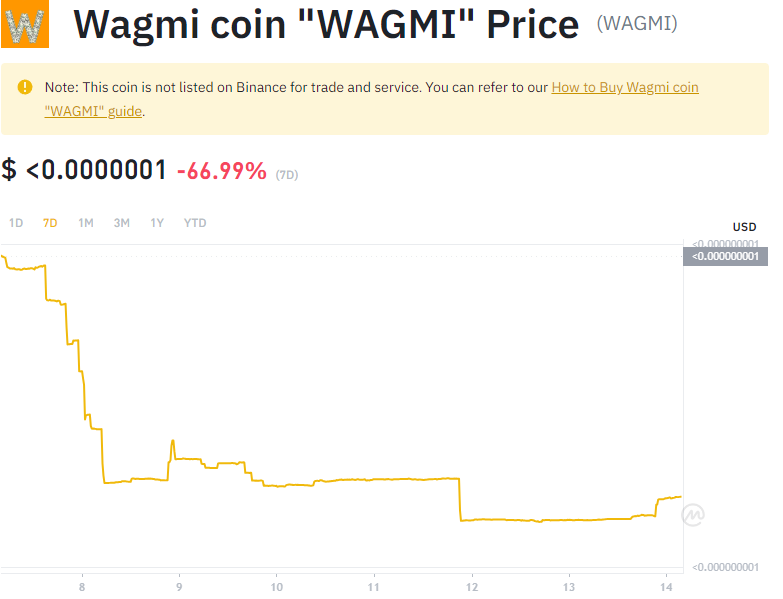 W
Wagmi coin "WAGMI" Price (WAGMI)
Note: This coin is not listed on Binance for trade and service. You can refer to our How to Buy Wagmi coin
"WAGMI" guide.
$ <0.0000001 -66.99% (7D)
1D 7D 1M 3M 1Y YTD
USD
<0.000000001
<0.000000001
<0.000000001
8 9 10 11 12 13 14